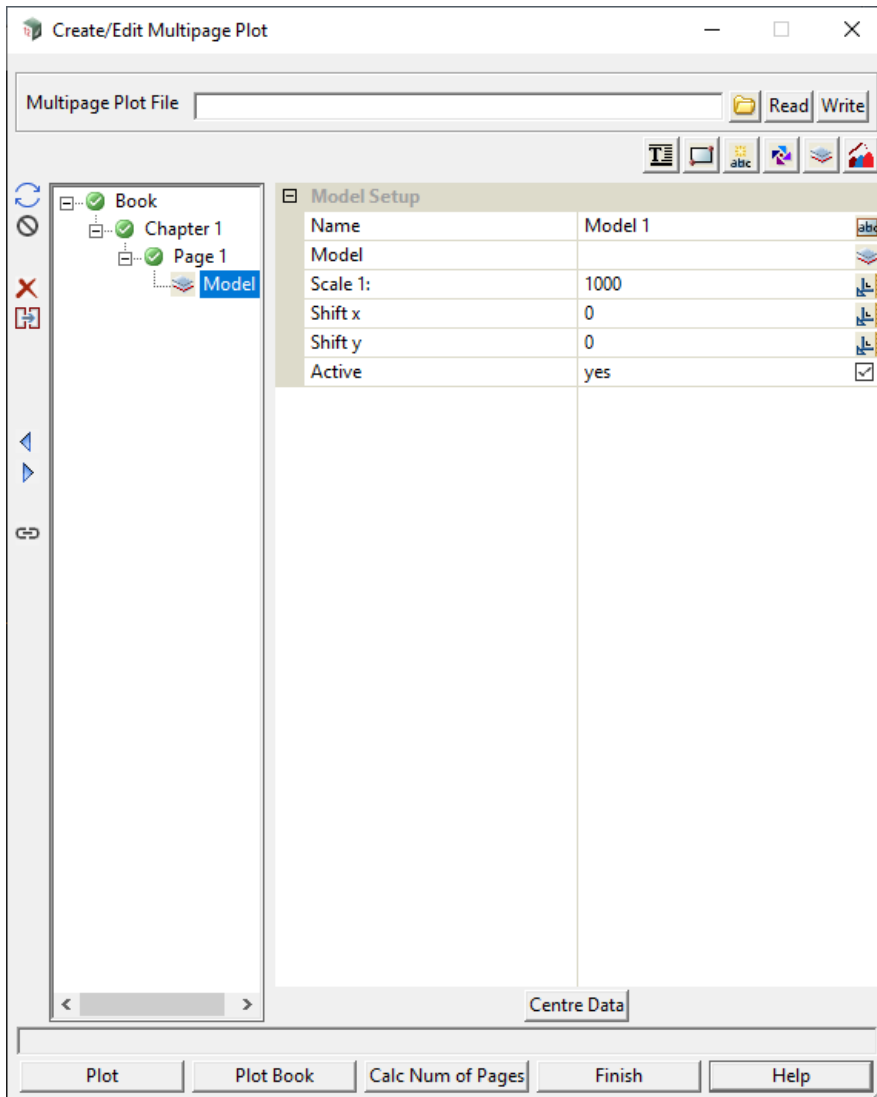 Create/Edit Multipage Plot
Multipage Plot File Read Write
abc
Book
Chapter 1
Page 1
Model
Model Setup
Name Model 1 abc
Model
Scale 1: 1000
Shift x 0
Shift y 0
Active yes
Centre Data
Plot Plot Book Calc Num of Pages Finish Help